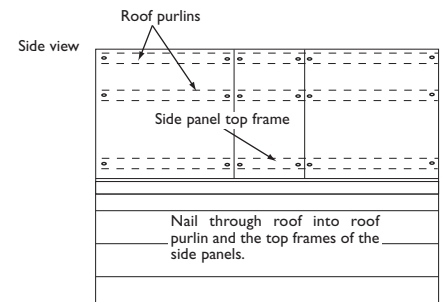 Roof purlins
Side view
Side panel top frame
Nail through roof into roof
purlin and the top frames of the
side panels.